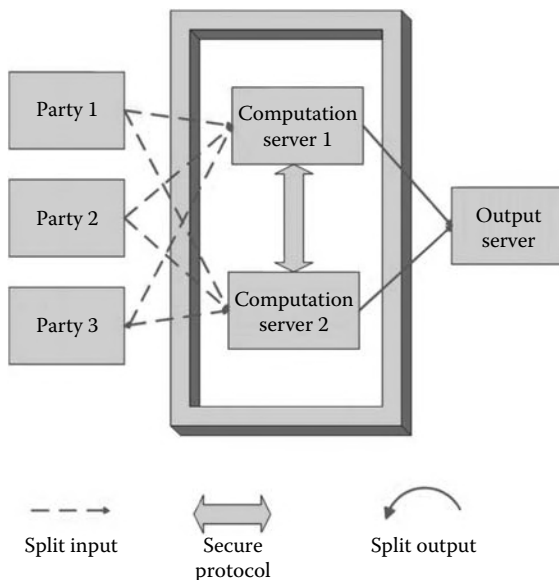 Party 1
Party 2
Party 3
Computation
server 1
Computation
server 2
Output
server
Split input
Secure
protocol
Split output